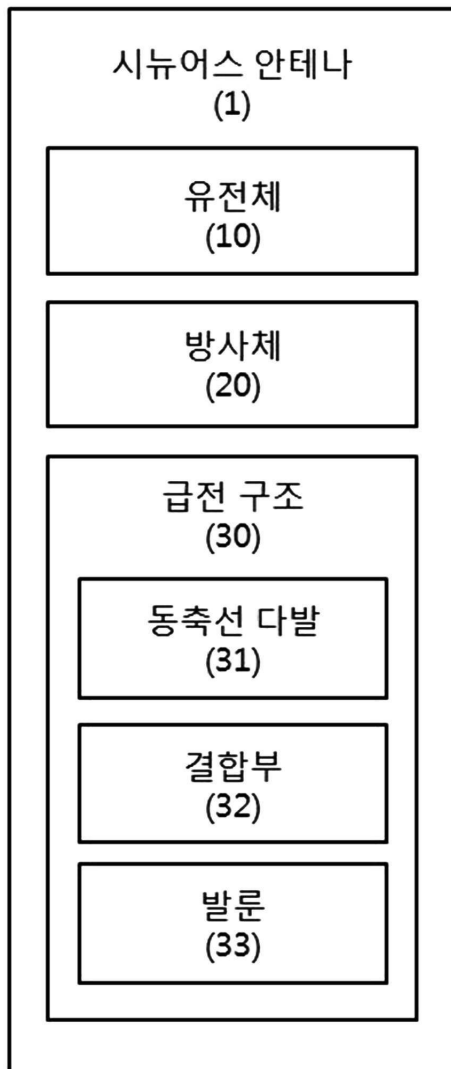 시뉴어스 안테나
(1)
유전체
(10)
방사체
(20)
급전 구조
(30)
동축선 다발
(31)
결합부
(32)
발룬
(33)